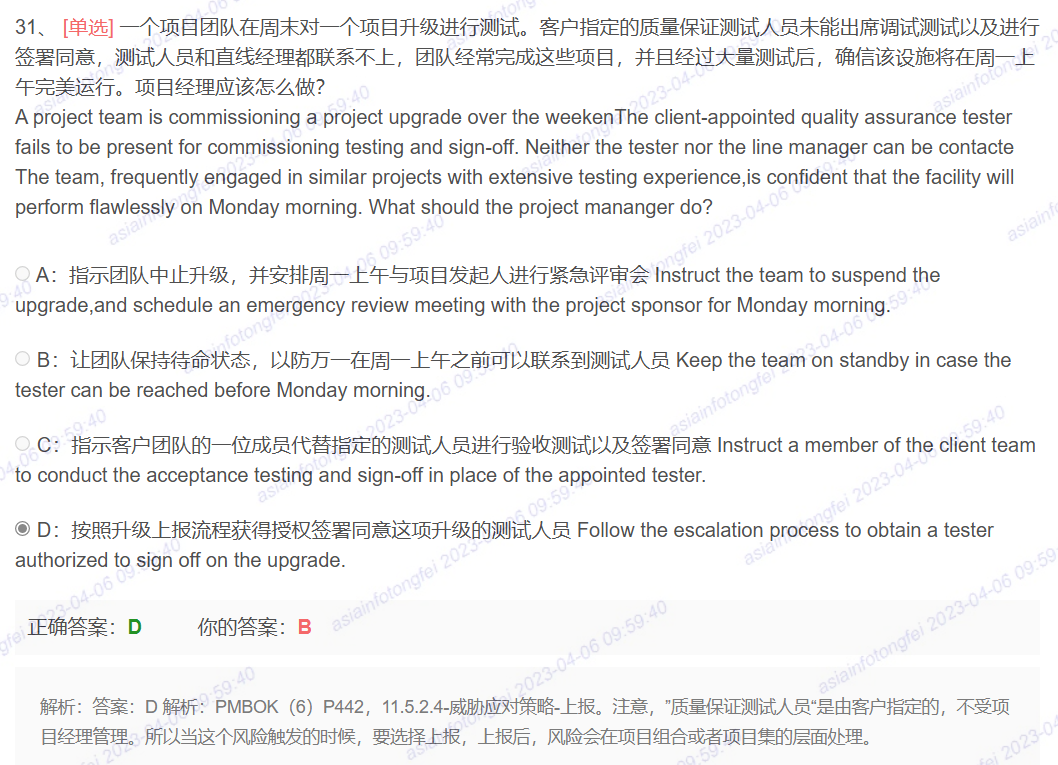 31、 [单选] 一个项目团队在周末对一个项目升级进行测试。客户指定的质量保证测试人员未能出席调试测试以及进行
签署同意，测试人员和直线经理都联系不上，团队经常完成这些项目，并且经过大量测试后，确信该设施将在周一上
午完美运行。项目经理应该怎么做？
A project team is commissioning a project upgrade over the weekenThe client-appointed quality assurance tester
fails to be present for commissioning testing and sign-off. Neither the tester nor the line manager can be contacte
The team, frequently engaged in similar projects with extensive testing experience,is confident that the facility will
perform flawlessly on Monday morning. What should the project mananger do?
A：指示团队中止升级，并安排周一上午与项目发起人进行紧急评审会 Instruct the team to suspend the
upgrade,and schedule an emergency review meeting with the project sponsor for Monday morning.
B：让团队保持待命状态，以防万一在周一上午之前可以联系到测试人员 Keep the team on standby in case the
tester can be reached before Monday morning.
C：指示客户团队的一位成员代替指定的测试人员进行验收测试以及签署同意 Instruct a member of the client team
to conduct the acceptance testing and sign-off in place of the appointed tester.
D：按照升级上报流程获得授权签署同意这项升级的测试人员 Follow the escalation process to obtain a tester
authorized to sign off on the upgrade.
正确答案：D 你的答案：B
解析：答案：D 解析：PMBOK（6）P442，11.5.2.4-威胁应对策略-上报。注意，”质量保证测试人员“是由客户指定的，不受项
目经理管理。所以当这个风险触发的时候，要选择上报，上报后，风险会在项目组合或者项目集的层面处理。
asiainfotongfei 2023-04-06 09:59:40